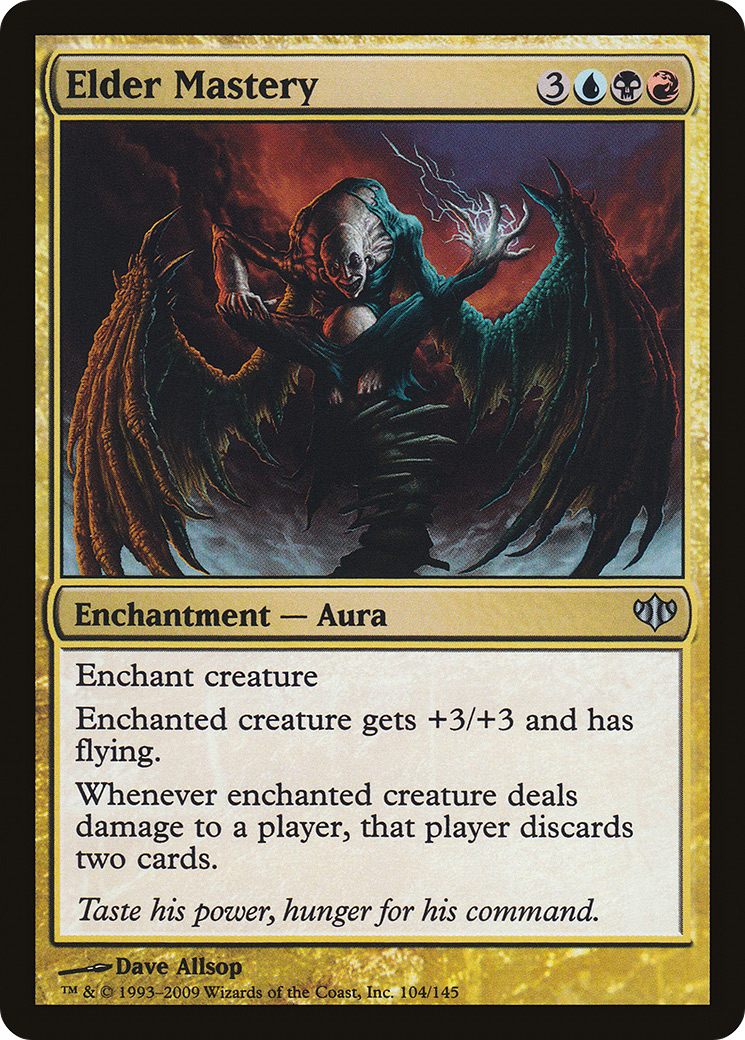 Elder Mastery 3
Enchantment — Aura
Enchant creature
Enchanted creature gets +3/+3 and has
flying.
Whenever enchanted creature deals
damage to a player, that player discards
two cards.
Taste his power, hunger for his command.
Dave Allsop
™ & © 1993–2009 Wizards of the Coast, Inc. 104/145